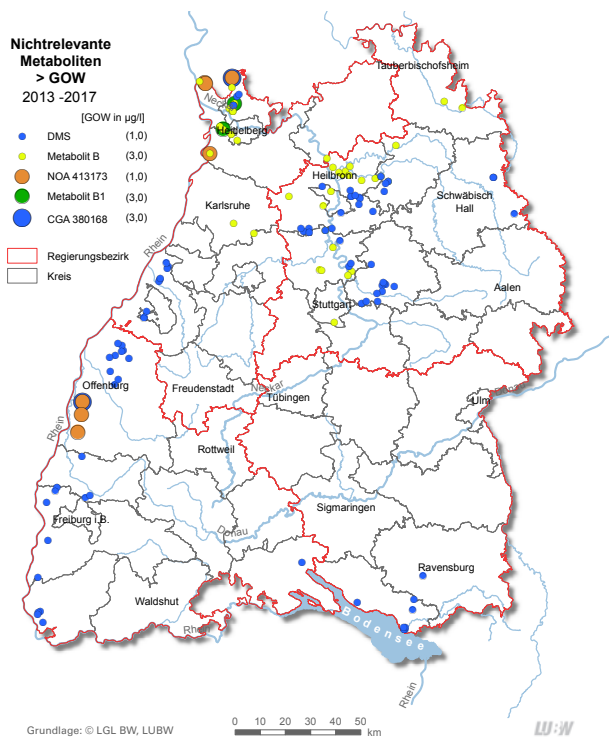 Nichtrelevante
Metaboliten
> GOW
2013 -2017
[GOW in µg/l]
DMS (1,0)
Metabolit B (3,0)
NOA 413173 (1,0)
Metabolit B1 (3,0)
CGA 380168 (3,0)
Regierungsbezirk
Kreis
Tauberbischofsheim
Heidelberg
Heilbronn
Schwäbisch
Hall
Karlsruhe
Rhein
Aalen
Stuttgart
Offenburg
Freudenstadt
Neckar
Tübingen
Ulm
Rhein
Rottweil
Sigmaringen
Freiburg i.B.
Donau
Ravensburg
Waldshut
Rhein
Bodensee
Rhein
Grundlage: © LGL BW, LUBW
0 10 20 30 40 50
km
LUBW